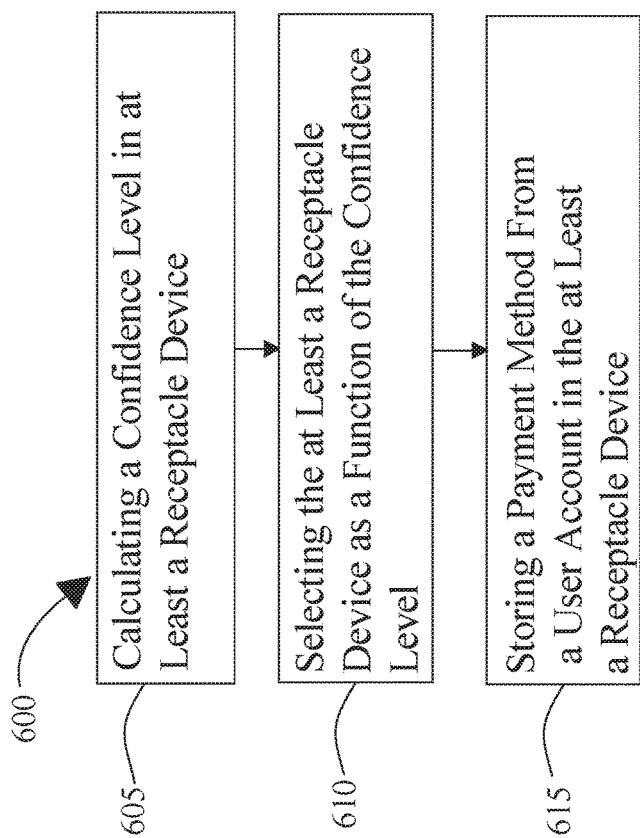 600
605
Calculating a Confidence Level in at
Least a Receptacle Device
610
Selecting the at Least a Receptacle
Device as a Function of the Confidence
Level
615
Storing a Payment Method From
a User Account in the at Least
a Receptacle Device